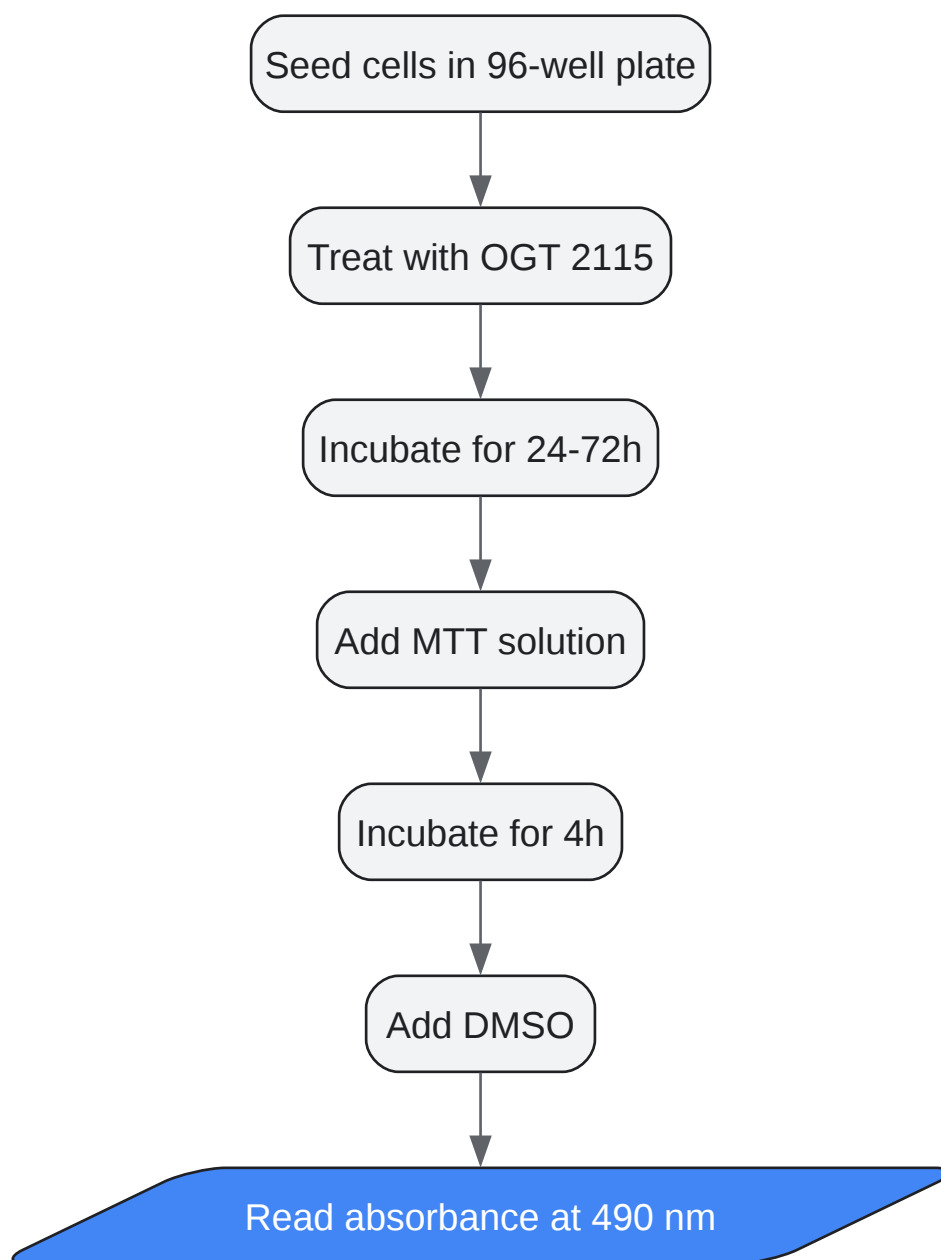 Seed cells in 96-well plate
Treat with OGT 2115
Incubate for 24-72h
Add MTT solution
Incubate for 4h
Add DMSO
Read absorbance at 490 nm